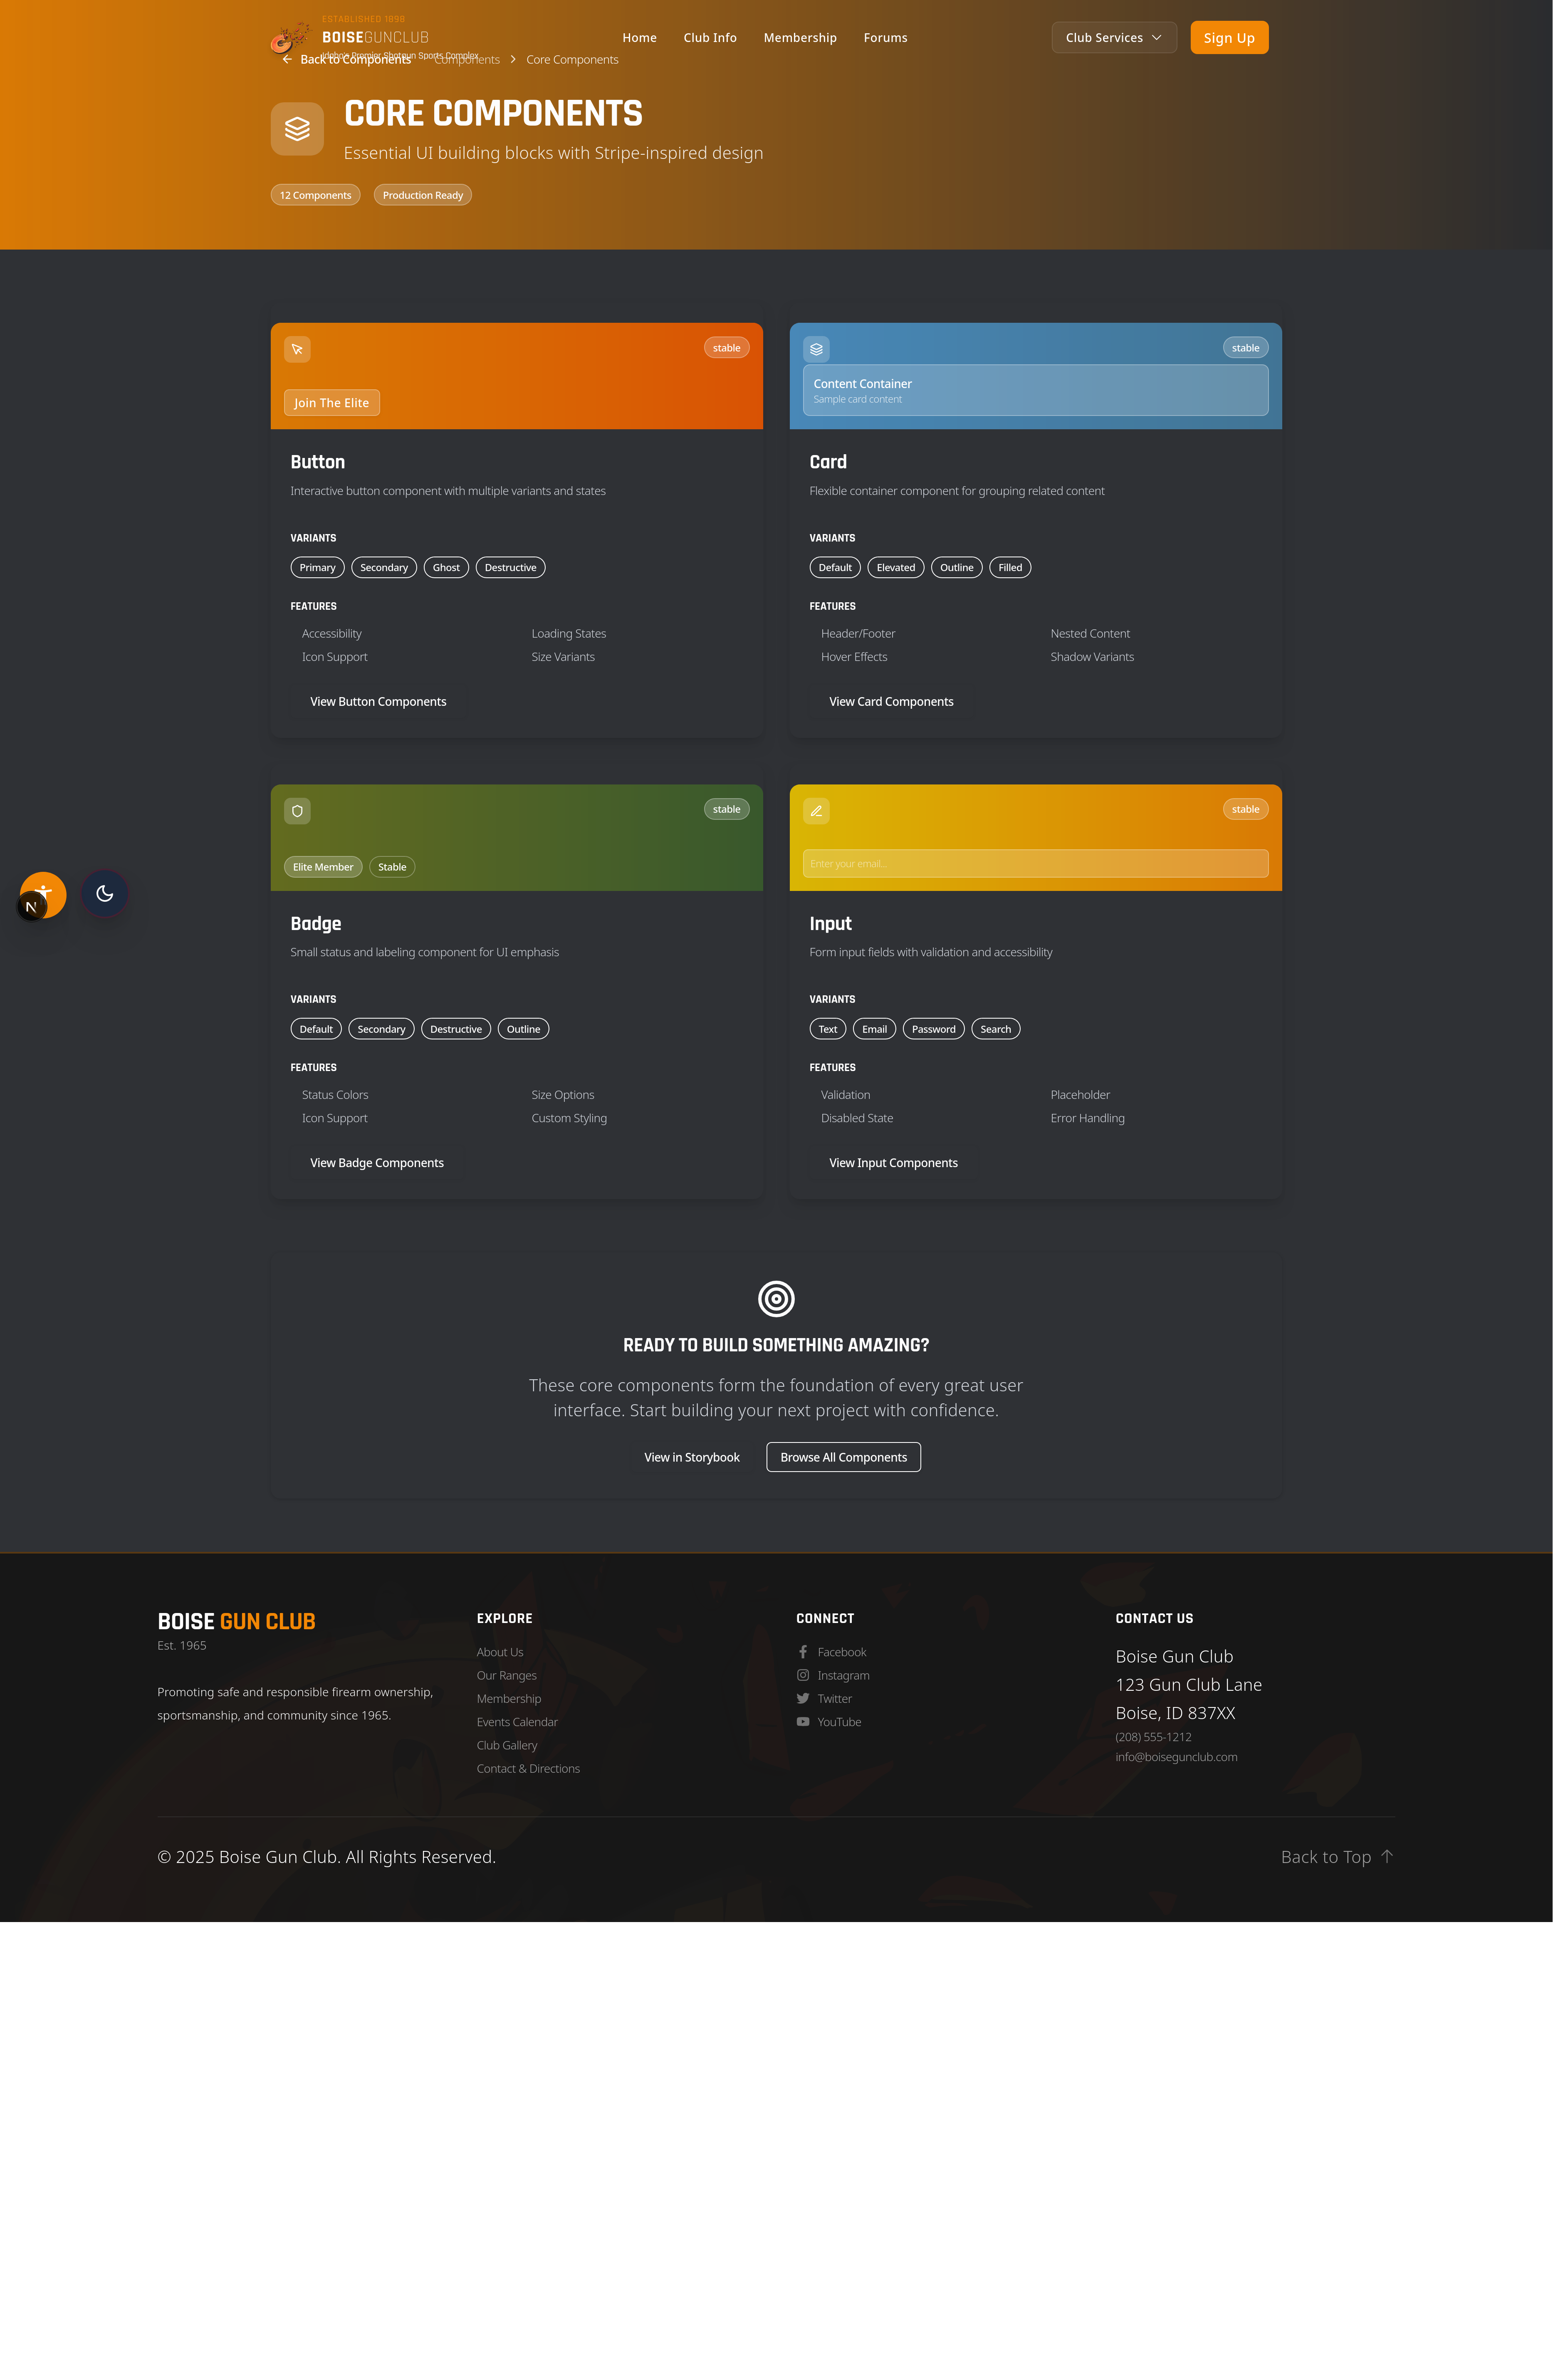 ESTABLISHED 1898
BOISEGUNCLUB
Idaho's Premier Shotgun Sports Complex
Home
Club Info
Membership
Forums
Club Services
Sign Up
Back to Components
Components
Core Components
CORE COMPONENTS
Essential UI building blocks with Stripe-inspired design
12 Components
Production Ready
stable
Join The Elite
Button
Interactive button component with multiple variants and states
VARIANTS
Primary
Secondary
Ghost
Destructive
FEATURES
Accessibility
Loading States
Icon Support
Size Variants
View Button Components
stable
Content Container
Sample card content
Card
Flexible container component for grouping related content
VARIANTS
Default
Elevated
Outline
Filled
FEATURES
Header/Footer
Nested Content
Hover Effects
Shadow Variants
View Card Components
stable
Elite Member
Stable
Badge
Small status and labeling component for UI emphasis
VARIANTS
Default
Secondary
Destructive
Outline
FEATURES
Status Colors
Size Options
Icon Support
Custom Styling
View Badge Components
stable
Enter your email...
Input
Form input fields with validation and accessibility
VARIANTS
Text
Email
Password
Search
FEATURES
Validation
Placeholder
Disabled State
Error Handling
View Input Components
N
READY TO BUILD SOMETHING AMAZING?
These core components form the foundation of every great user
interface. Start building your next project with confidence.
View in Storybook
Browse All Components
BOISE GUN CLUB
Est. 1965
Promoting safe and responsible firearm ownership,
sportsmanship, and community since 1965.
EXPLORE
About Us
Our Ranges
Membership
Events Calendar
Club Gallery
Contact & Directions
CONNECT
Facebook
Instagram
Twitter
YouTube
CONTACT US
Boise Gun Club
123 Gun Club Lane
Boise, ID 837XX
(208) 555-1212
info@boisegunclub.com
© 2025 Boise Gun Club. All Rights Reserved.
Back to Top